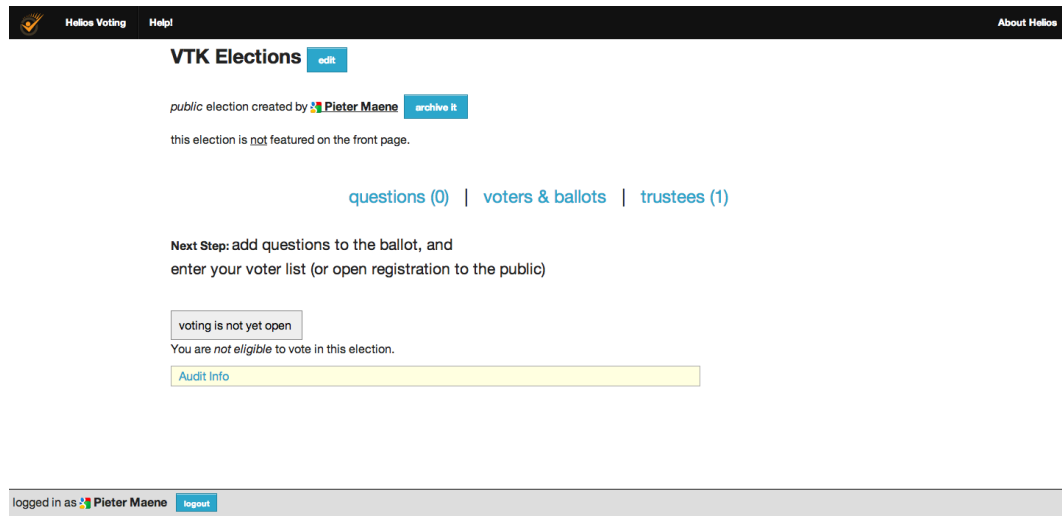 Helios Voting Help! About Helios
VTK Elections edit
public election created by Pieter Maene archive it
this election is not featured on the front page.
questions (0) | voters & ballots | trustees (1)
Next Step: add questions to the ballot, and
enter your voter list (or open registration to the public)
voting is not yet open
You are not eligible to vote in this election.
Audit Info
logged in as Pieter Maene logout